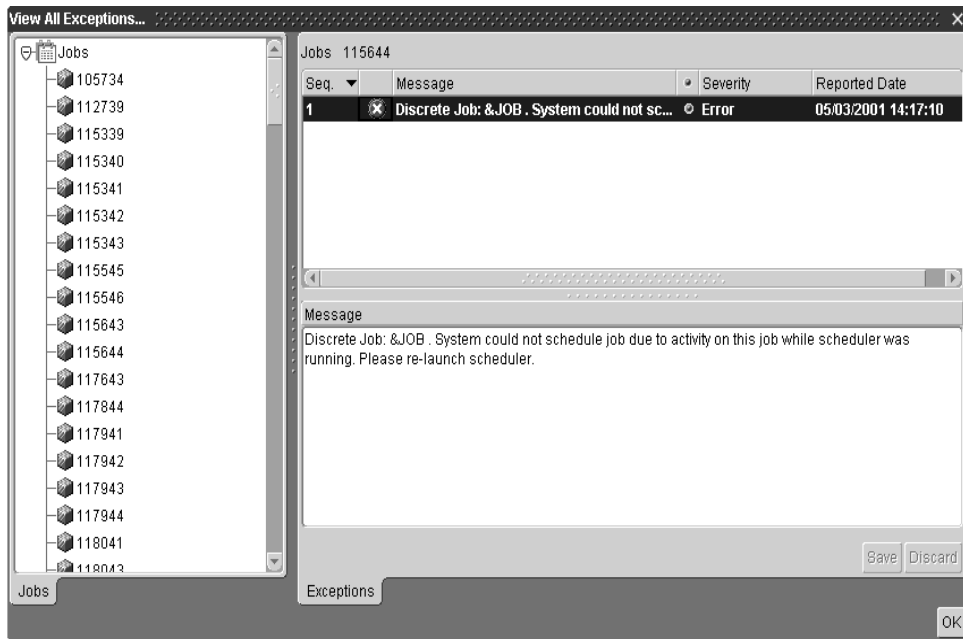 View All Exceptions...
Jobs
105734
112739
115339
115340
115341
115342
115343
115545
115546
115643
115644
117643
117844
117941
117942
117943
117944
118041
118043
Jobs
Jobs 115644
Seq. Message Severity Reported Date
1 Discrete Job: &JOB . System could not sc... Error 05/03/2001 14:17:10
Message
Discrete Job: &JOB . System could not schedule job due to activity on this job while scheduler was
running. Please re-launch scheduler.
Save Discard
Exceptions
OK